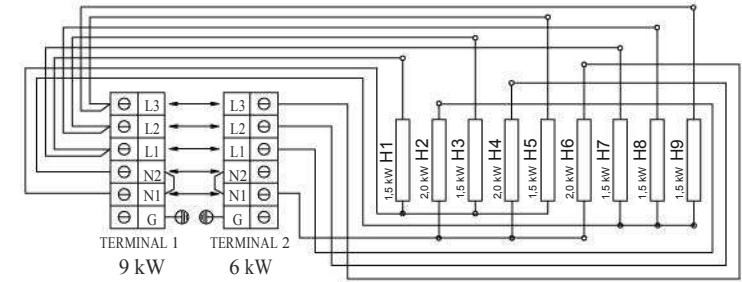 L3 L3
L2 L2
L1 L1
N2 N2
N1 N1
G G
TERMINAL 1 TERMINAL 2
9 kW 6 kW
1,5 kW H1
2,0 kW H2
1,5 kW H3
2,0 kW H4
1,5 kW H5
2,0 kW H6
1,5 kW H7
1,5 kW H8
1,5 kW H9